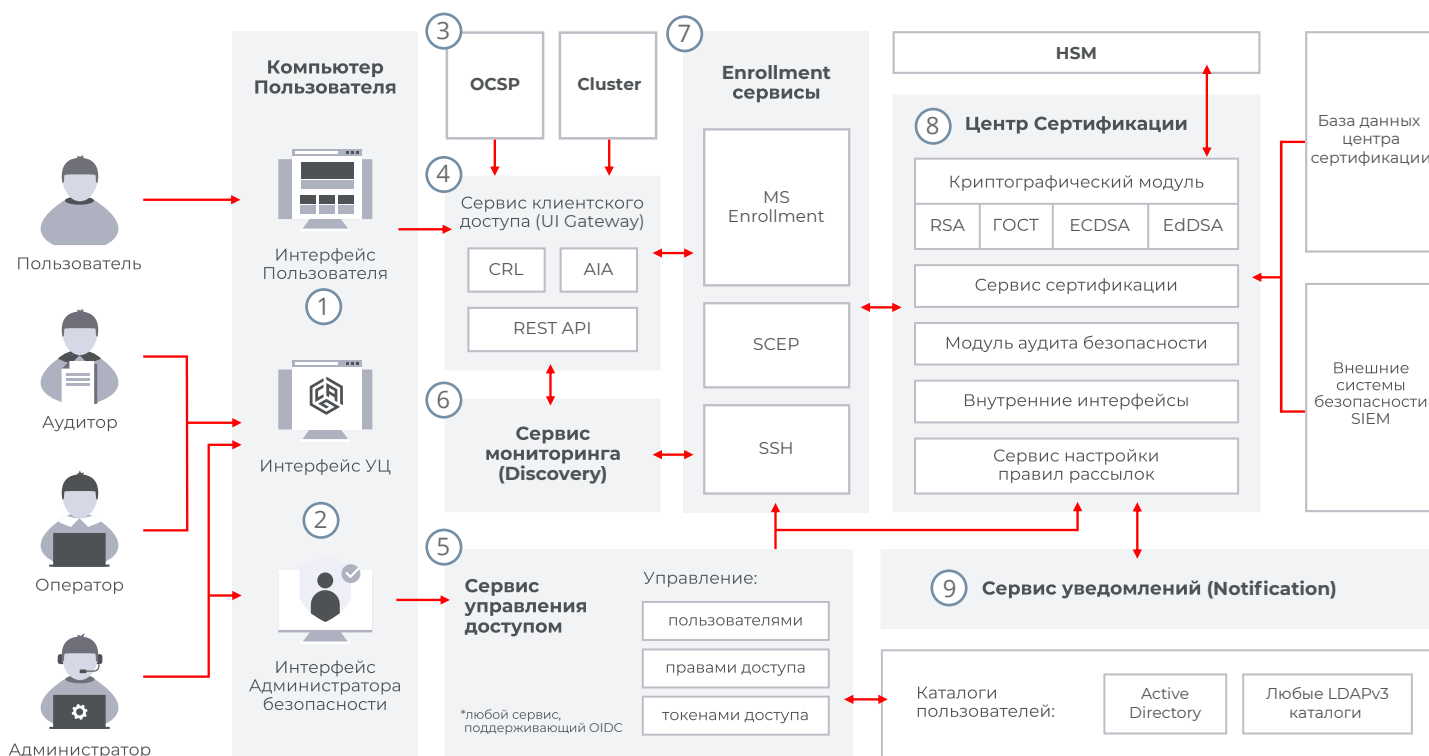 Пользователь
Аудитор
Оператор
Администратор
Компьютер
Пользователя
Интерфейс
Пользователя
1
Интерфейс УЦ
2
Интерфейс
Администратора
безопасности
3
OCSP
Cluster
4
Сервис клиентского
доступа (UI Gateway)
CRL
AIA
REST API
6
Сервис
мониторинга
(Discovery)
5
Сервис
управления
доступом
*любой сервис,
поддерживающий OIDC
Управление:
пользователями
правами доступа
токенами доступа
7
Enrollment
сервисы
MS
Enrollment
SCEP
SSH
HSM
8
Центр Сертификации
Криптографический модуль
RSA
ГОСТ
ECDSA
EdDSA
Сервис сертификации
Модуль аудита безопасности
Внутренние интерфейсы
Сервис настройки
правил рассылок
База данных
центра
сертификации
Внешние
системы
безопасности
SIEM
9
Сервис уведомлений (Notification)
Каталоги
пользователей:
Active
Directory
Любые LDAPv3
каталоги